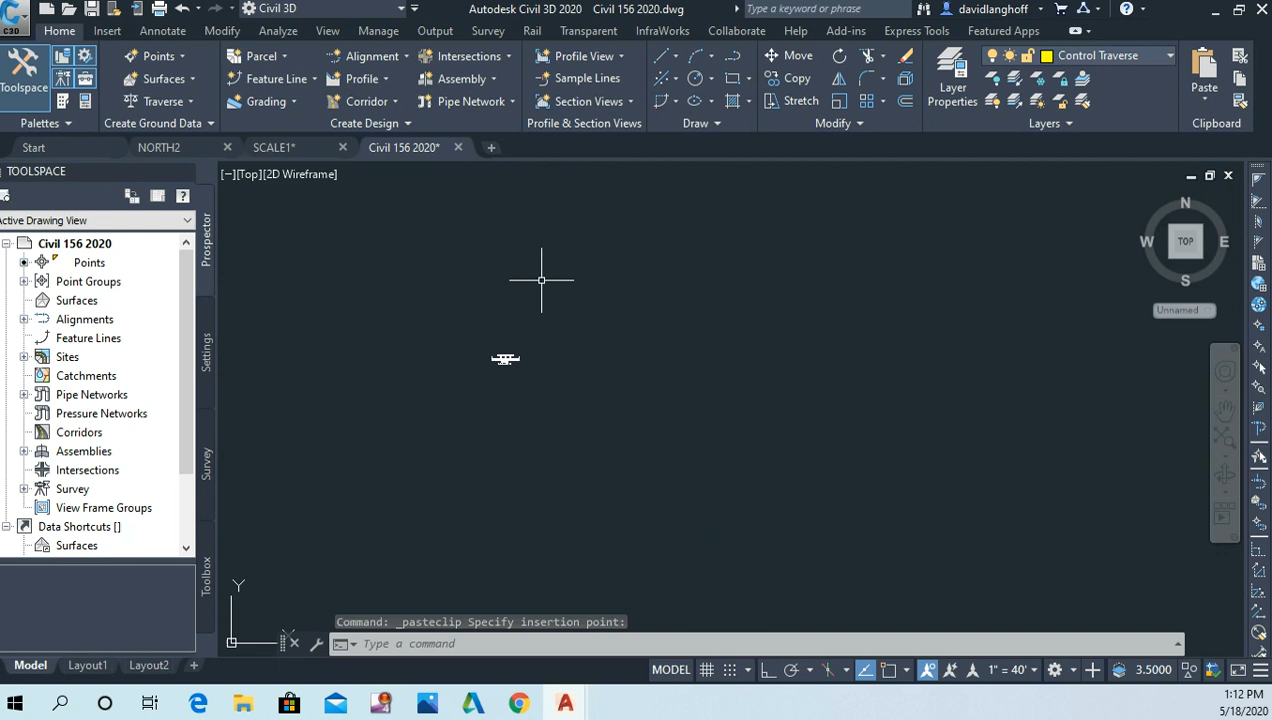 Civil 3D
Autodesk Civil 3D 2020 Civil 156 2020.dwg
Type a keyword or phrase
davidlanghoff
C3D
Home Insert Annotate Modify Analyze View Manage Output Survey Rail Transparent InfraWorks Collaborate Help Add-ins Express Tools Featured Apps
Points Parcel Alignment Intersections Profile View Move Control Traverse
Toolspace Surfaces Feature Line Profile Assembly Sample Lines Copy Layer Properties Paste
Traverse Grading Corridor Pipe Network Section Views Stretch
Palettes Create Ground Data Create Design Profile & Section Views Draw Modify Layers Clipboard
Start NORTH2 SCALE1* Civil 156 2020*
TOOLSPACE
[−][Top][2D Wireframe]
Active Drawing View
Civil 156 2020
Points
Point Groups
Surfaces
Alignments
Feature Lines
Sites
Catchments
Pipe Networks
Pressure Networks
Corridors
Assemblies
Intersections
Survey
View Frame Groups
Data Shortcuts []
Surfaces
Prospector
Settings
Survey
Toolbox
N
W TOP E
S
Unnamed
Y
Command: _pasteclip Specify insertion point:
Type a command
Model Layout1 Layout2
MODEL 1" = 40' 3.5000
1:12 PM
5/18/2020